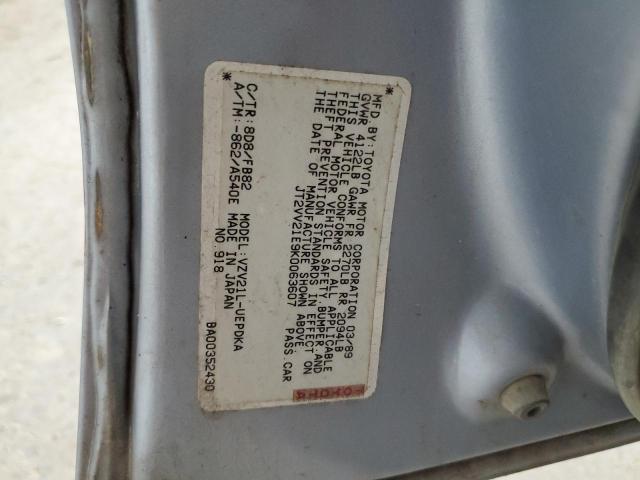 MFD.BY:TOYOTA MOTOR CORPORATION 03/89
GVWR 4122LB GAWR FR 2270LB RR 2094LB
THIS VEHICLE CONFORMS TO ALL APPLICABLE
FEDERAL MOTOR VEHICLE SAFETY,BUMPER,AND
THEFT PREVENTION STANDARDS IN EFFECT ON
THE DATE OF MANUFACTURE SHOWN ABOVE.
* JT2VV21E9K0063607 PASS.CAR
C/TR:8D8/FB82 MODEL:VZV21L-UEPDKA
A/TM:-862/A540E MADE IN JAPAN
* NO.918 BA00352430